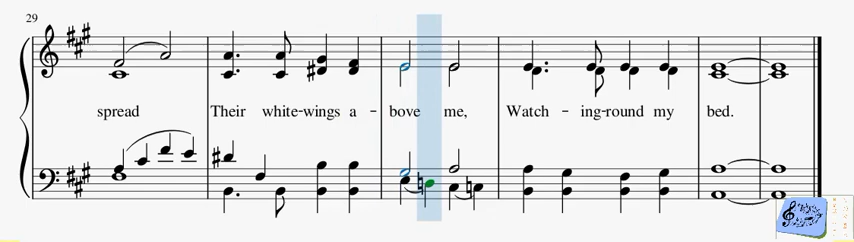 29
spread Their white-wings a - bove me, Watch - ing-round my bed.